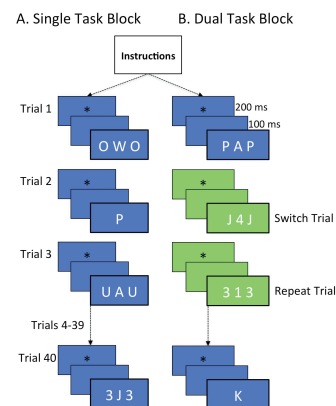 A. Single Task Block B. Dual Task Block
Instructions
Trial 1
*
O W O
*
200 ms
100 ms
P A P
Trial 2
*
P
*
J 4 J
Switch Trial
Trial 3
*
U A U
*
3 1 3
Repeat Trial
Trials 4-39
Trial 40
*
3 J 3
*
K